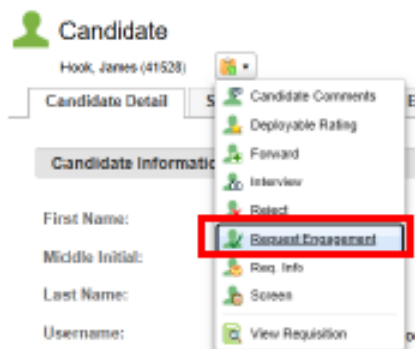 Candidate
Hook, James (41528)
Candidate Detail
S
E
Candidate Comments
Deployable Rating
Forward
Interview
Reject
Request Engagement
Req. Info
Screen
View Requisition
Candidate Informatio
First Name:
Middle Initial:
Last Name:
Username: